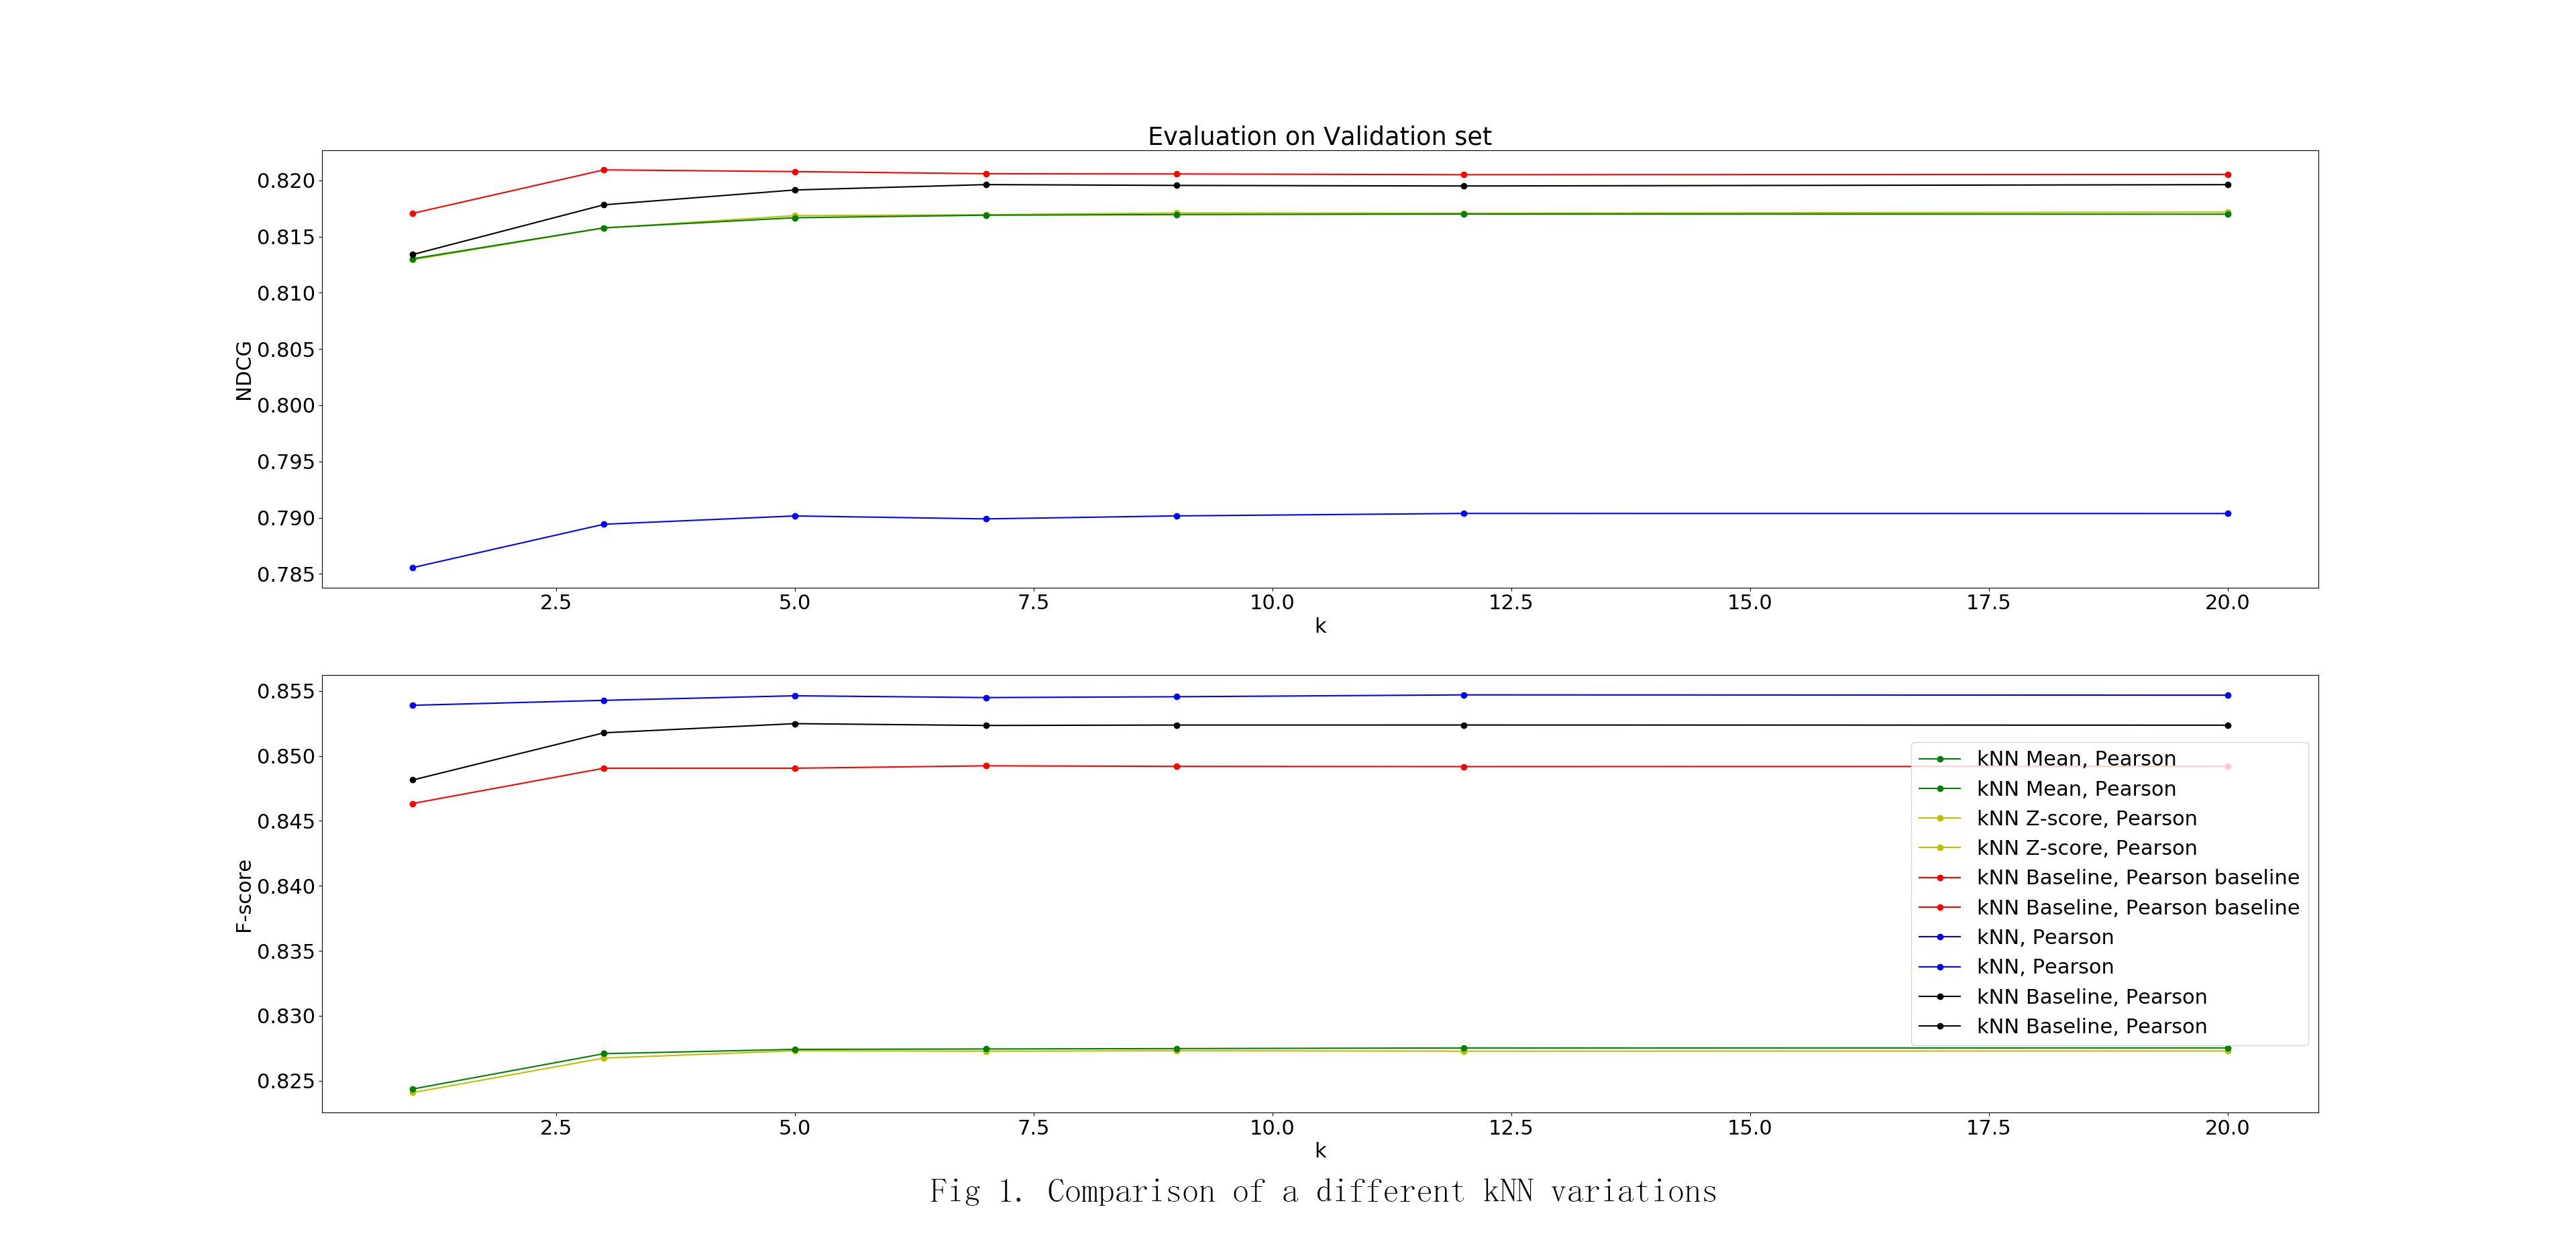 Evaluation on Validation set
NDCG
0.820
0.815
0.810
0.805
0.800
0.795
0.790
0.785
2.5 5.0 7.5 10.0 12.5 15.0 17.5 20.0
k
F-score
0.855
0.850
0.845
0.840
0.835
0.830
0.825
kNN Mean, Pearson
kNN Mean, Pearson
kNN Z-score, Pearson
kNN Z-score, Pearson
kNN Baseline, Pearson baseline
kNN Baseline, Pearson baseline
kNN, Pearson
kNN, Pearson
kNN Baseline, Pearson
kNN Baseline, Pearson
2.5 5.0 7.5 10.0 12.5 15.0 17.5 20.0
k
Fig 1. Comparison of a different kNN variations